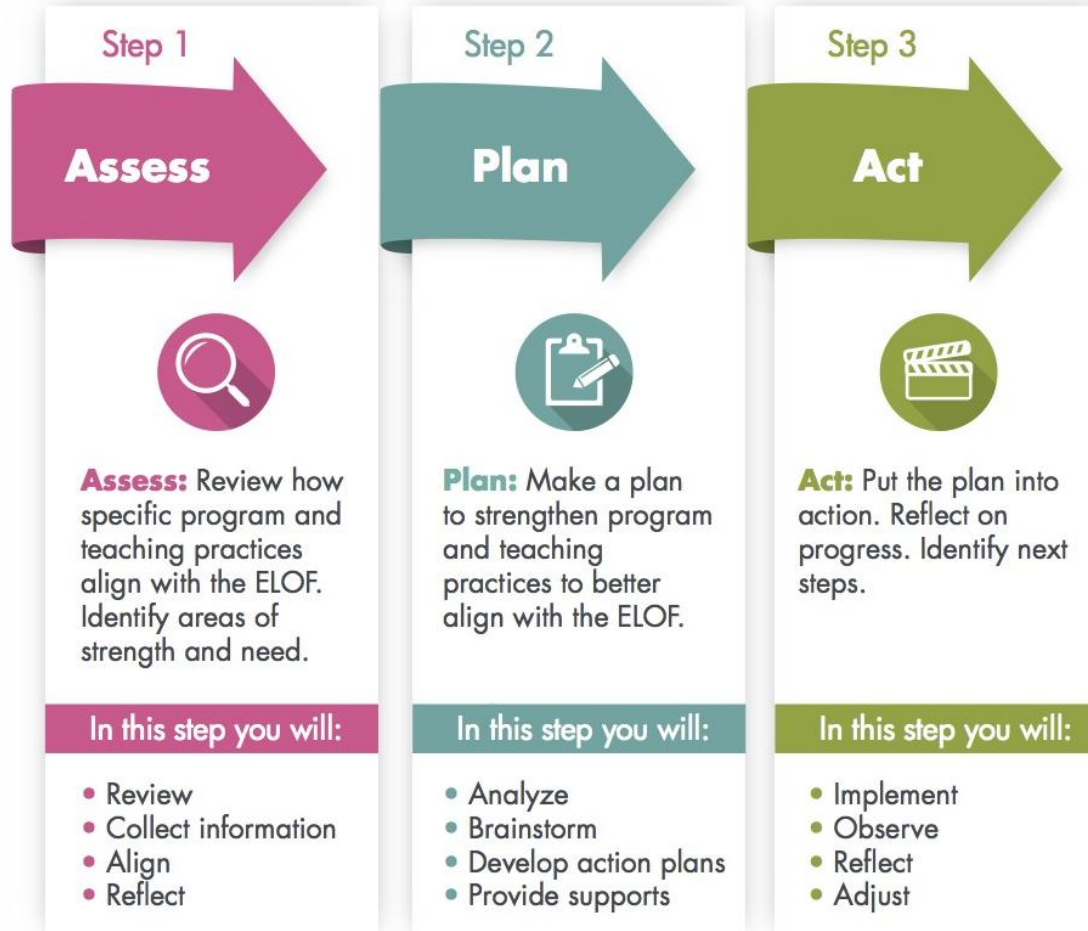 Step 1
Assess
Assess: Review how
specific program and
teaching practices
align with the ELOF.
Identify areas of
strength and need.
In this step you will:
• Review
• Collect information
• Align
• Reflect
Step 2
Plan
Plan: Make a plan
to strengthen program
and teaching
practices to better
align with the ELOF.
In this step you will:
• Analyze
• Brainstorm
• Develop action plans
• Provide supports
Step 3
Act
Act: Put the plan into
action. Reflect on
progress. Identify next
steps.
In this step you will:
• Implement
• Observe
• Reflect
• Adjust